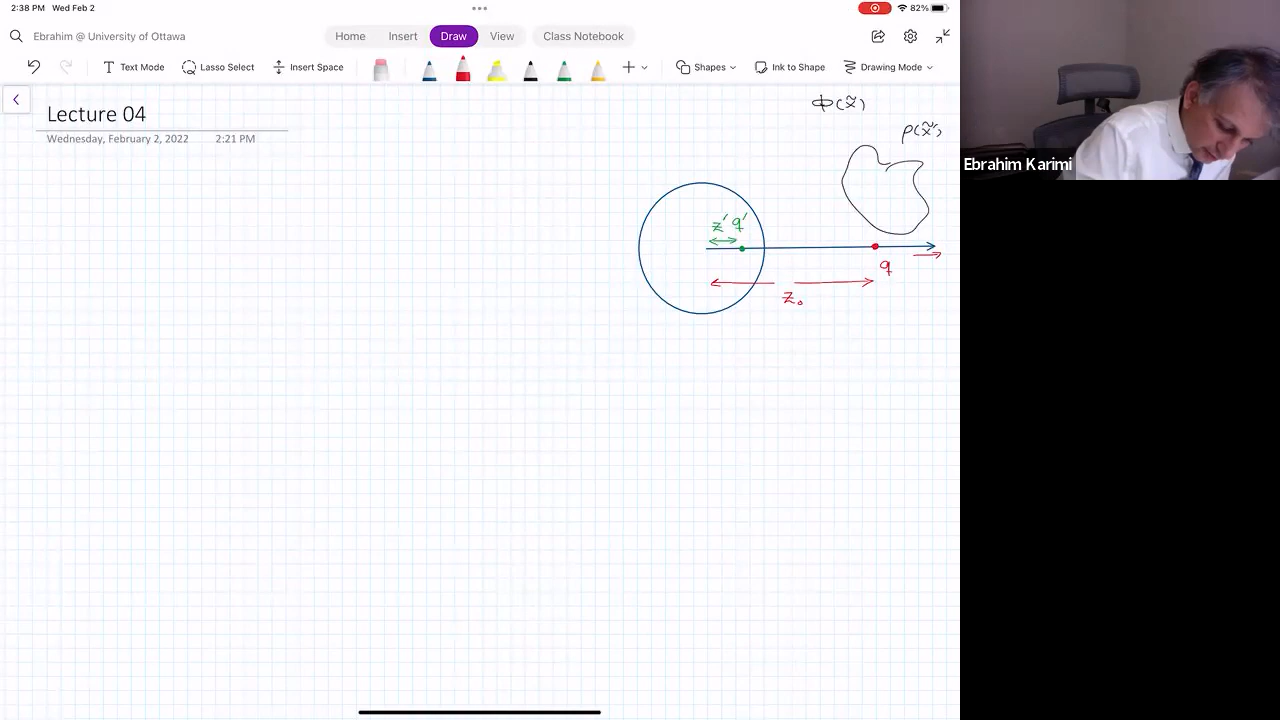 2:38 PM Wed Feb 2
82%
Ebrahim @ University of Ottawa
Home Insert Draw View Class Notebook
Text Mode Lasso Select Insert Space
Shapes Ink to Shape Drawing Mode
Lecture 04
Wednesday, February 2, 2022 2:21 PM
Φ(x̃)
ρ(x̃')
z' q'
q
z₀
Ebrahim Karimi